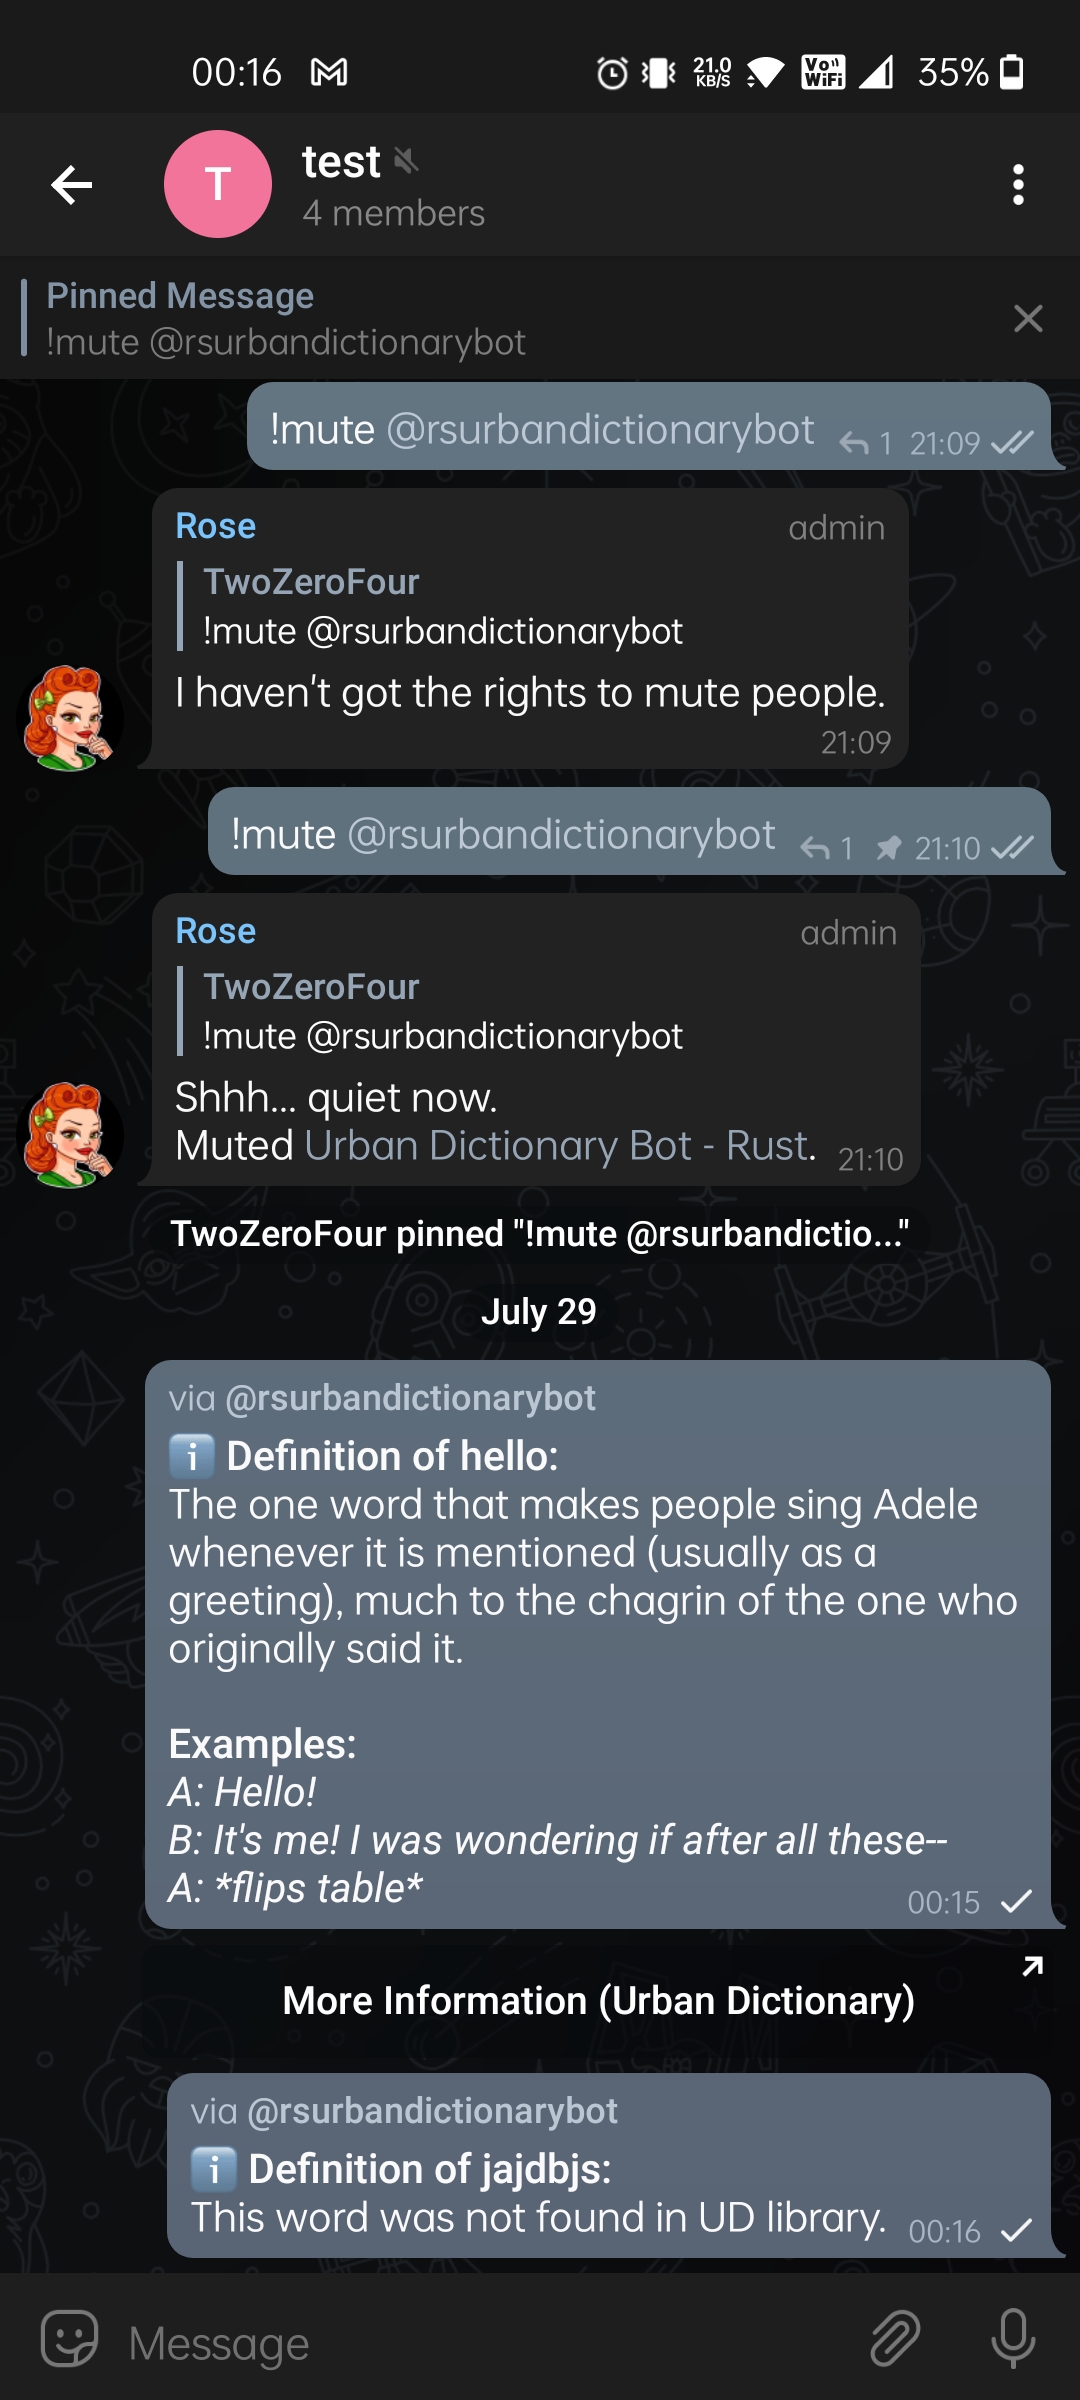 00:16
21.0
KB/S
Vo
WiFi
35%
T
test
4 members
Pinned Message
!mute @rsurbandictionarybot
!mute @rsurbandictionarybot
1 21:09
Rose
admin
TwoZeroFour
!mute @rsurbandictionarybot
I haven't got the rights to mute people.
21:09
!mute @rsurbandictionarybot
1 21:10
Rose
admin
TwoZeroFour
!mute @rsurbandictionarybot
Shhh... quiet now.
Muted Urban Dictionary Bot - Rust.
21:10
TwoZeroFour pinned "!mute @rsurbandictio..."
July 29
via @rsurbandictionarybot
ℹ️ Definition of hello:
The one word that makes people sing Adele
whenever it is mentioned (usually as a
greeting), much to the chagrin of the one who
originally said it.
Examples:
A: Hello!
B: It's me! I was wondering if after all these--
A: *flips table*
00:15
More Information (Urban Dictionary)
via @rsurbandictionarybot
ℹ️ Definition of jajdbjs:
This word was not found in UD library.
00:16
Message